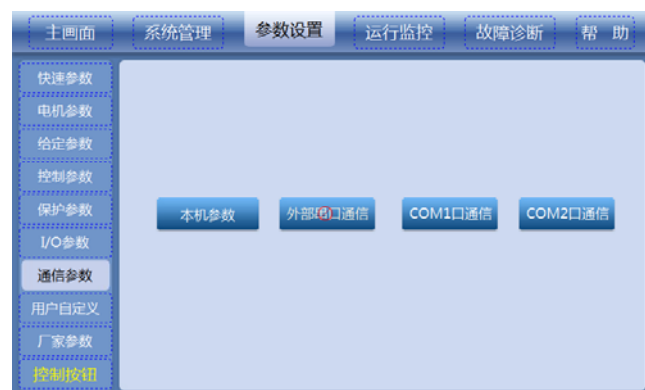 主画面 系统管理 参数设置 运行监控 故障诊断 帮 助
快速参数
电机参数
给定参数
控制参数
保护参数
I/O参数
通信参数
用户自定义
厂家参数
控制按钮
本机参数 外部串口通信 COM1口通信 COM2口通信